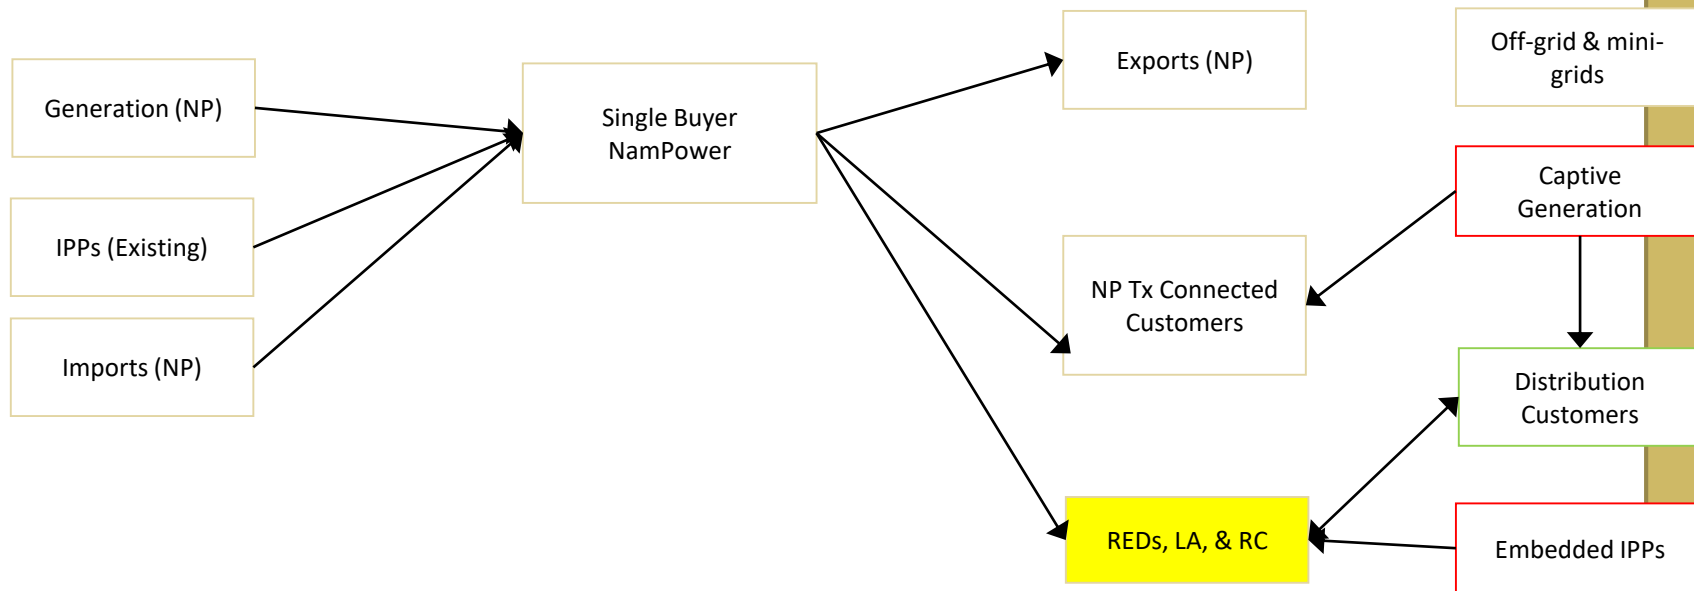 Generation (NP)
IPPs (Existing)
Imports (NP)
Single Buyer
NamPower
Exports (NP)
NP Tx Connected
Customers
REDs, LA, & RC
Off-grid & mini-
grids
Captive
Generation
Distribution
Customers
Embedded IPPs